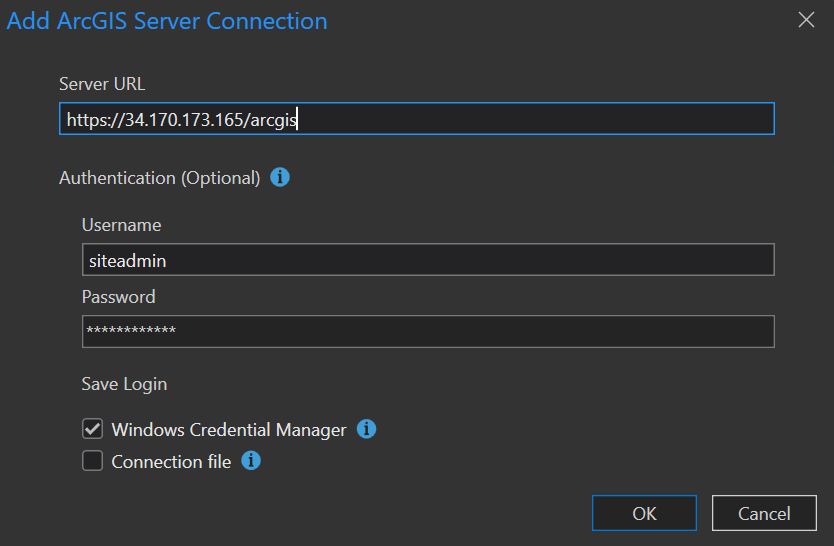 Add ArcGIS Server Connection
Server URL
https://34.170.173.165/arcgis
Authentication (Optional)
Username
siteadmin
Password
************
Save Login
Windows Credential Manager
Connection file
OK Cancel